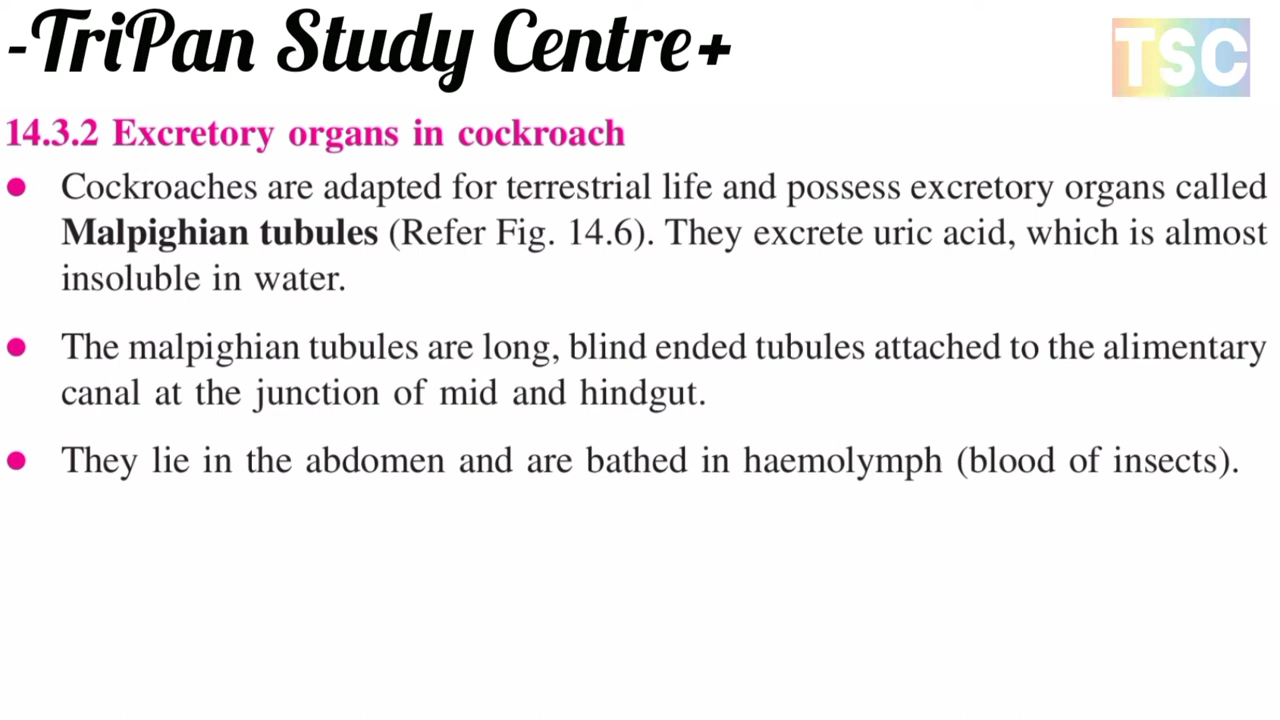 -TriPan Study Centre+
TSC
14.3.2 Excretory organs in cockroach
● Cockroaches are adapted for terrestrial life and possess excretory organs called
Malpighian tubules (Refer Fig. 14.6). They excrete uric acid, which is almost
insoluble in water.
● The malpighian tubules are long, blind ended tubules attached to the alimentary
canal at the junction of mid and hindgut.
● They lie in the abdomen and are bathed in haemolymph (blood of insects).